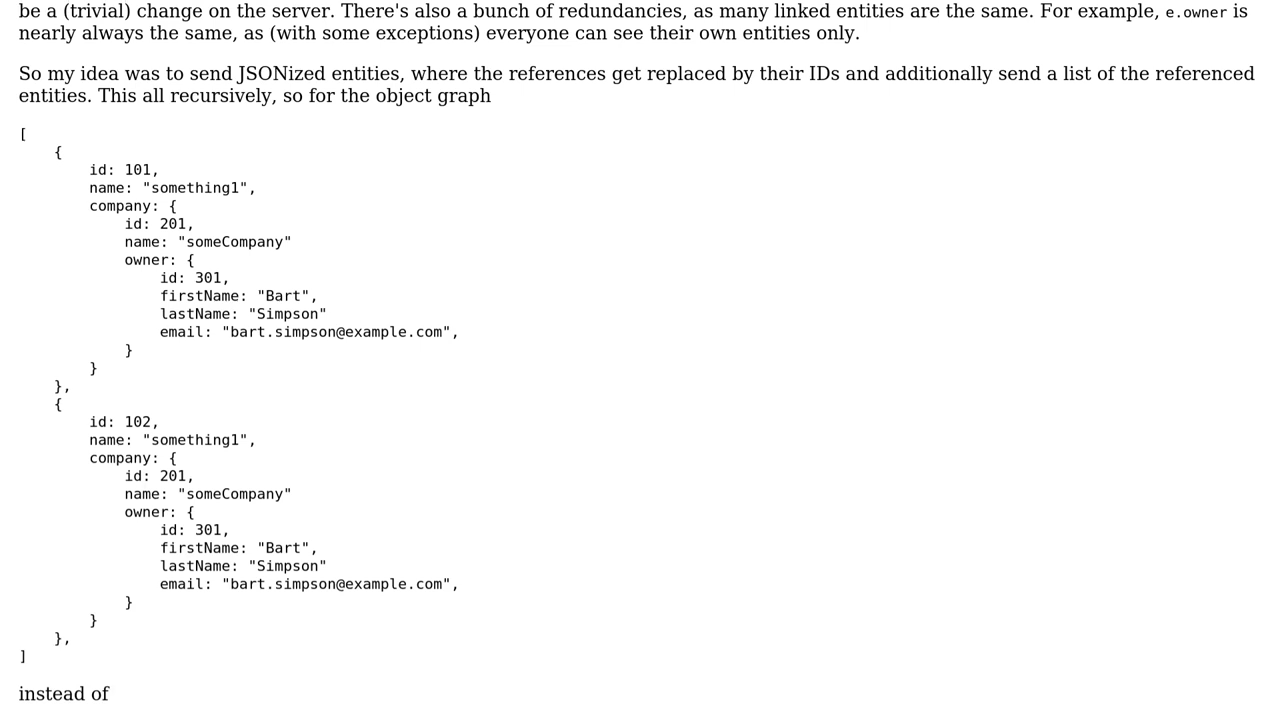 be a (trivial) change on the server. There's also a bunch of redundancies, as many linked entities are the same. For example, e.owner is
nearly always the same, as (with some exceptions) everyone can see their own entities only.
So my idea was to send JSONized entities, where the references get replaced by their IDs and additionally send a list of the referenced
entities. This all recursively, so for the object graph
[
    {
        id: 101,
        name: "something1",
        company: {
            id: 201,
            name: "someCompany"
            owner: {
                id: 301,
                firstName: "Bart",
                lastName: "Simpson"
                email: "bart.simpson@example.com",
            }
        }
    },
    {
        id: 102,
        name: "something1",
        company: {
            id: 201,
            name: "someCompany"
            owner: {
                id: 301,
                firstName: "Bart",
                lastName: "Simpson"
                email: "bart.simpson@example.com",
            }
        }
    },
]
instead of